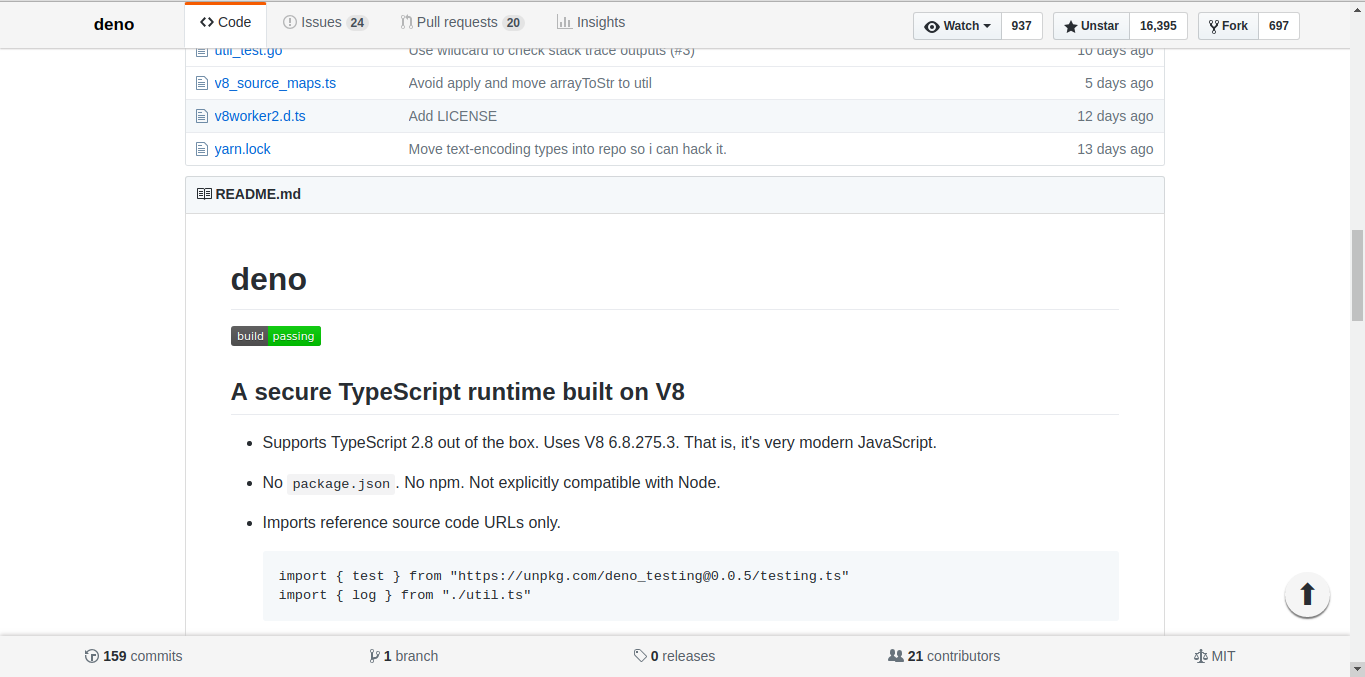 deno
Code
Issues 24
Pull requests 20
Insights
Watch 937
Unstar 16,395
Fork 697
util_test.go Use wildcard to check stack trace outputs (#3) 10 days ago
v8_source_maps.ts Avoid apply and move arrayToStr to util 5 days ago
v8worker2.d.ts Add LICENSE 12 days ago
yarn.lock Move text-encoding types into repo so i can hack it. 13 days ago
README.md
deno
build passing
A secure TypeScript runtime built on V8
• Supports TypeScript 2.8 out of the box. Uses V8 6.8.275.3. That is, it's very modern JavaScript.
• No package.json. No npm. Not explicitly compatible with Node.
• Imports reference source code URLs only.
import { test } from "https://unpkg.com/deno_testing@0.0.5/testing.ts"
import { log } from "./util.ts"
159 commits
1 branch
0 releases
21 contributors
MIT